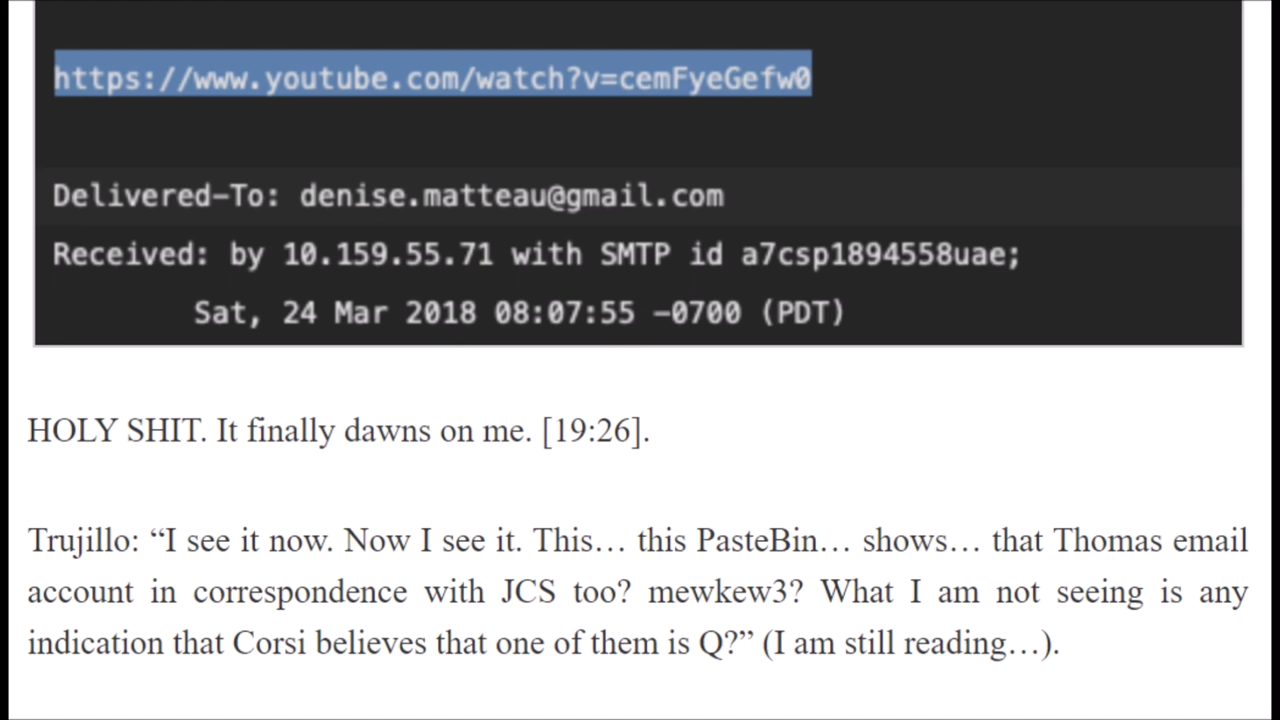 https://www.youtube.com/watch?v=cemFyeGefw0
Delivered-To: denise.matteau@gmail.com
Received: by 10.159.55.71 with SMTP id a7csp1894558uae;
Sat, 24 Mar 2018 08:07:55 -0700 (PDT)
HOLY SHIT. It finally dawns on me. [19:26].
Trujillo: “I see it now. Now I see it. This… this PasteBin… shows… that Thomas email
account in correspondence with JCS too? mewkew3? What I am not seeing is any
indication that Corsi believes that one of them is Q?” (I am still reading…).